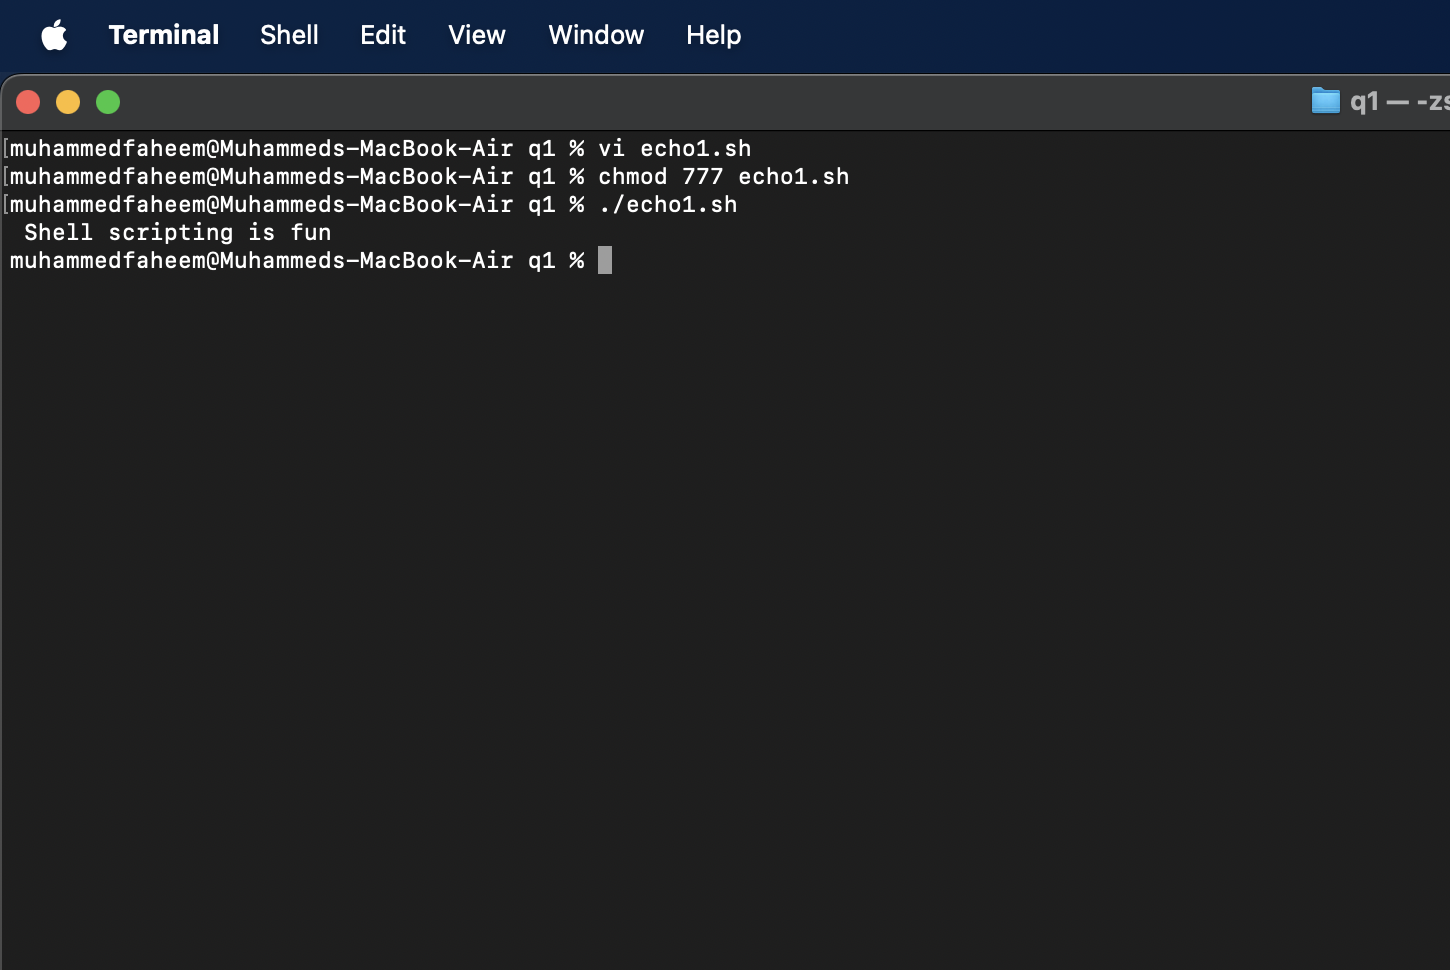 Terminal Shell Edit View Window Help
q1 — -zs
[muhammedfaheem@Muhammeds-MacBook-Air q1 % vi echo1.sh
[muhammedfaheem@Muhammeds-MacBook-Air q1 % chmod 777 echo1.sh
[muhammedfaheem@Muhammeds-MacBook-Air q1 % ./echo1.sh
 Shell scripting is fun
muhammedfaheem@Muhammeds-MacBook-Air q1 %